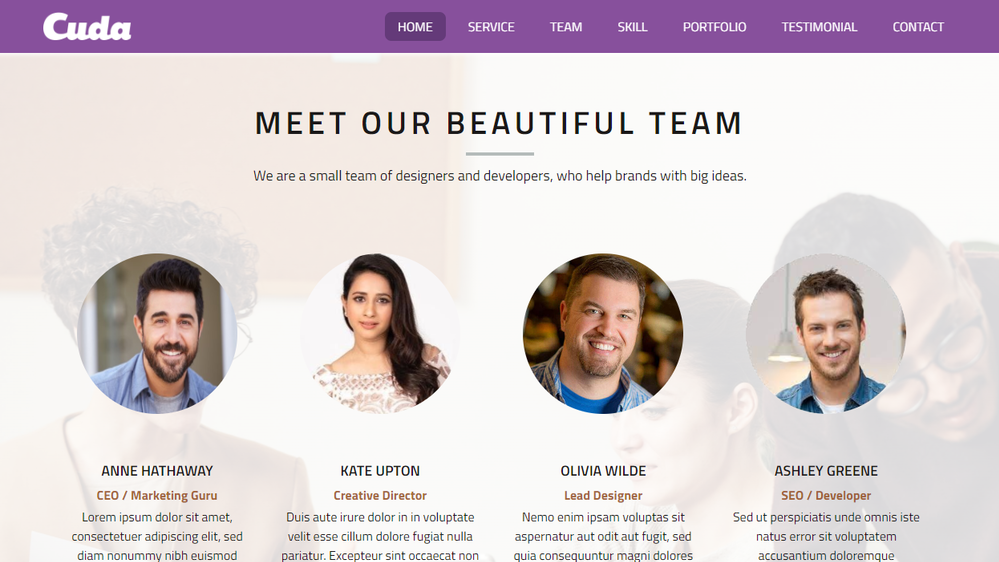 Cuda
HOME SERVICE TEAM SKILL PORTFOLIO TESTIMONIAL CONTACT
MEET OUR BEAUTIFUL TEAM
We are a small team of designers and developers, who help brands with big ideas.
ANNE HATHAWAY
CEO / Marketing Guru
Lorem ipsum dolor sit amet,
consectetuer adipiscing elit, sed
diam nonummy nibh euismod
KATE UPTON
Creative Director
Duis aute irure dolor in in voluptate
velit esse cillum dolore fugiat nulla
pariatur. Excepteur sint occaecat non
OLIVIA WILDE
Lead Designer
Nemo enim ipsam voluptas sit
aspernatur aut odit aut fugit, sed
quia consequuntur magni dolores
ASHLEY GREENE
SEO / Developer
Sed ut perspiciatis unde omnis iste
natus error sit voluptatem
accusantium doloremque